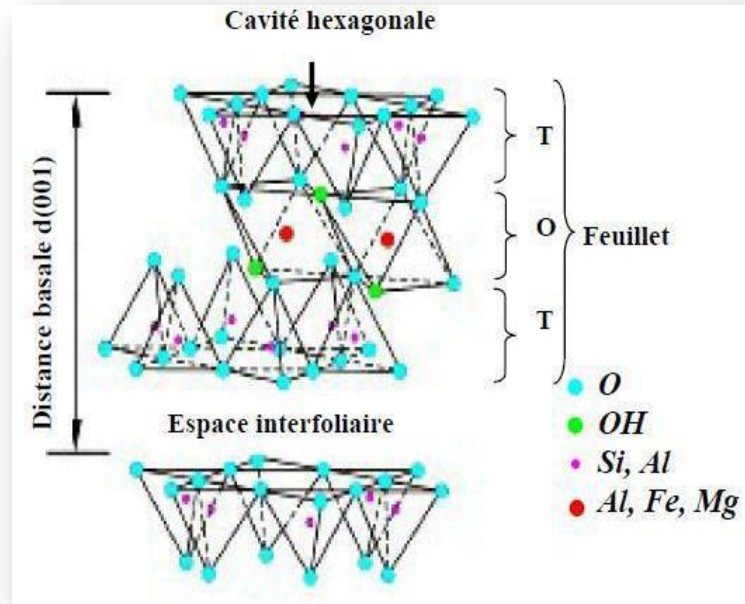 Cavité hexagonale
T
O
Feuillet
T
Distance basale d(001)
Espace interfoliaire
O
OH
Si, Al
Al, Fe, Mg